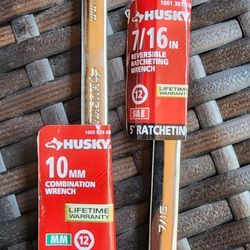 HUSKY
7/16 IN
REVERSIBLE
RATCHETING
WRENCH
LIFETIME
WARRANTY
12
SAE
RATCHETING
7/16
HUSKY
10 MM
COMBINATION
WRENCH
LIFETIME
WARRANTY
MM
12